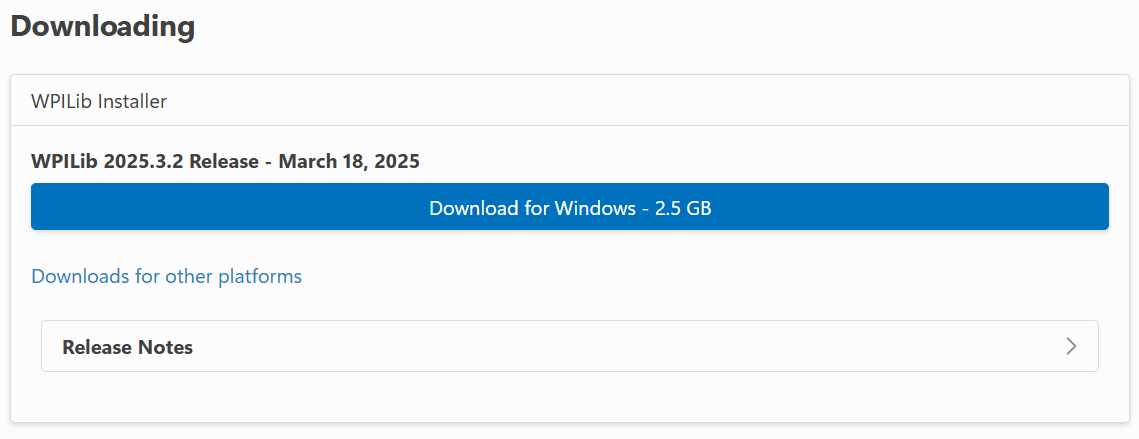 Downloading
WPILib Installer
WPILib 2025.3.2 Release - March 18, 2025
Download for Windows - 2.5 GB
Downloads for other platforms
Release Notes